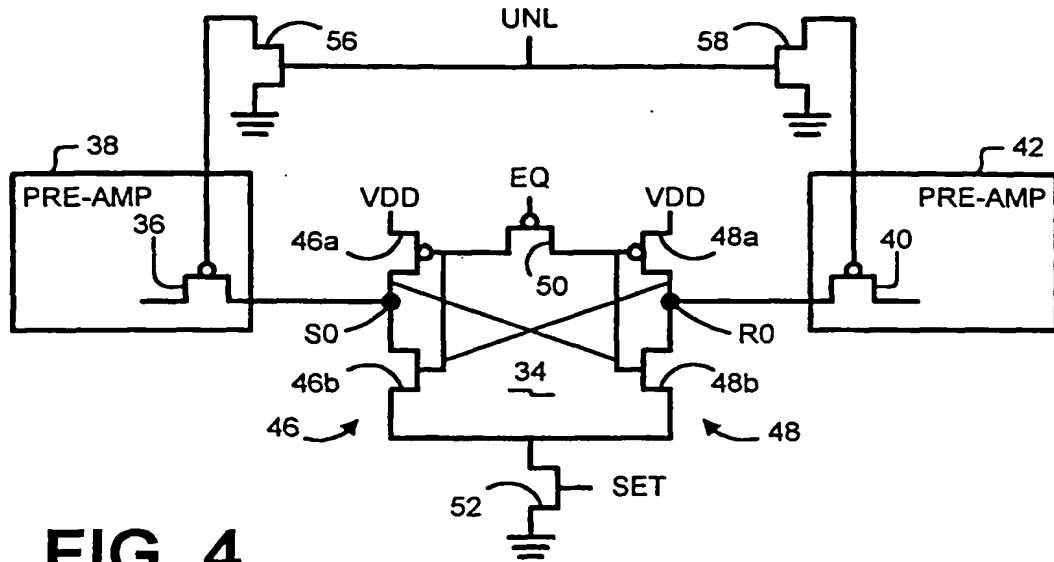 UNL
56
58
38
42
PRE-AMP
EQ
PRE-AMP
VDD
VDD
36
46a
48a
40
50
S0
R0
34
46b
48b
46
48
52
SET
FIG. 4